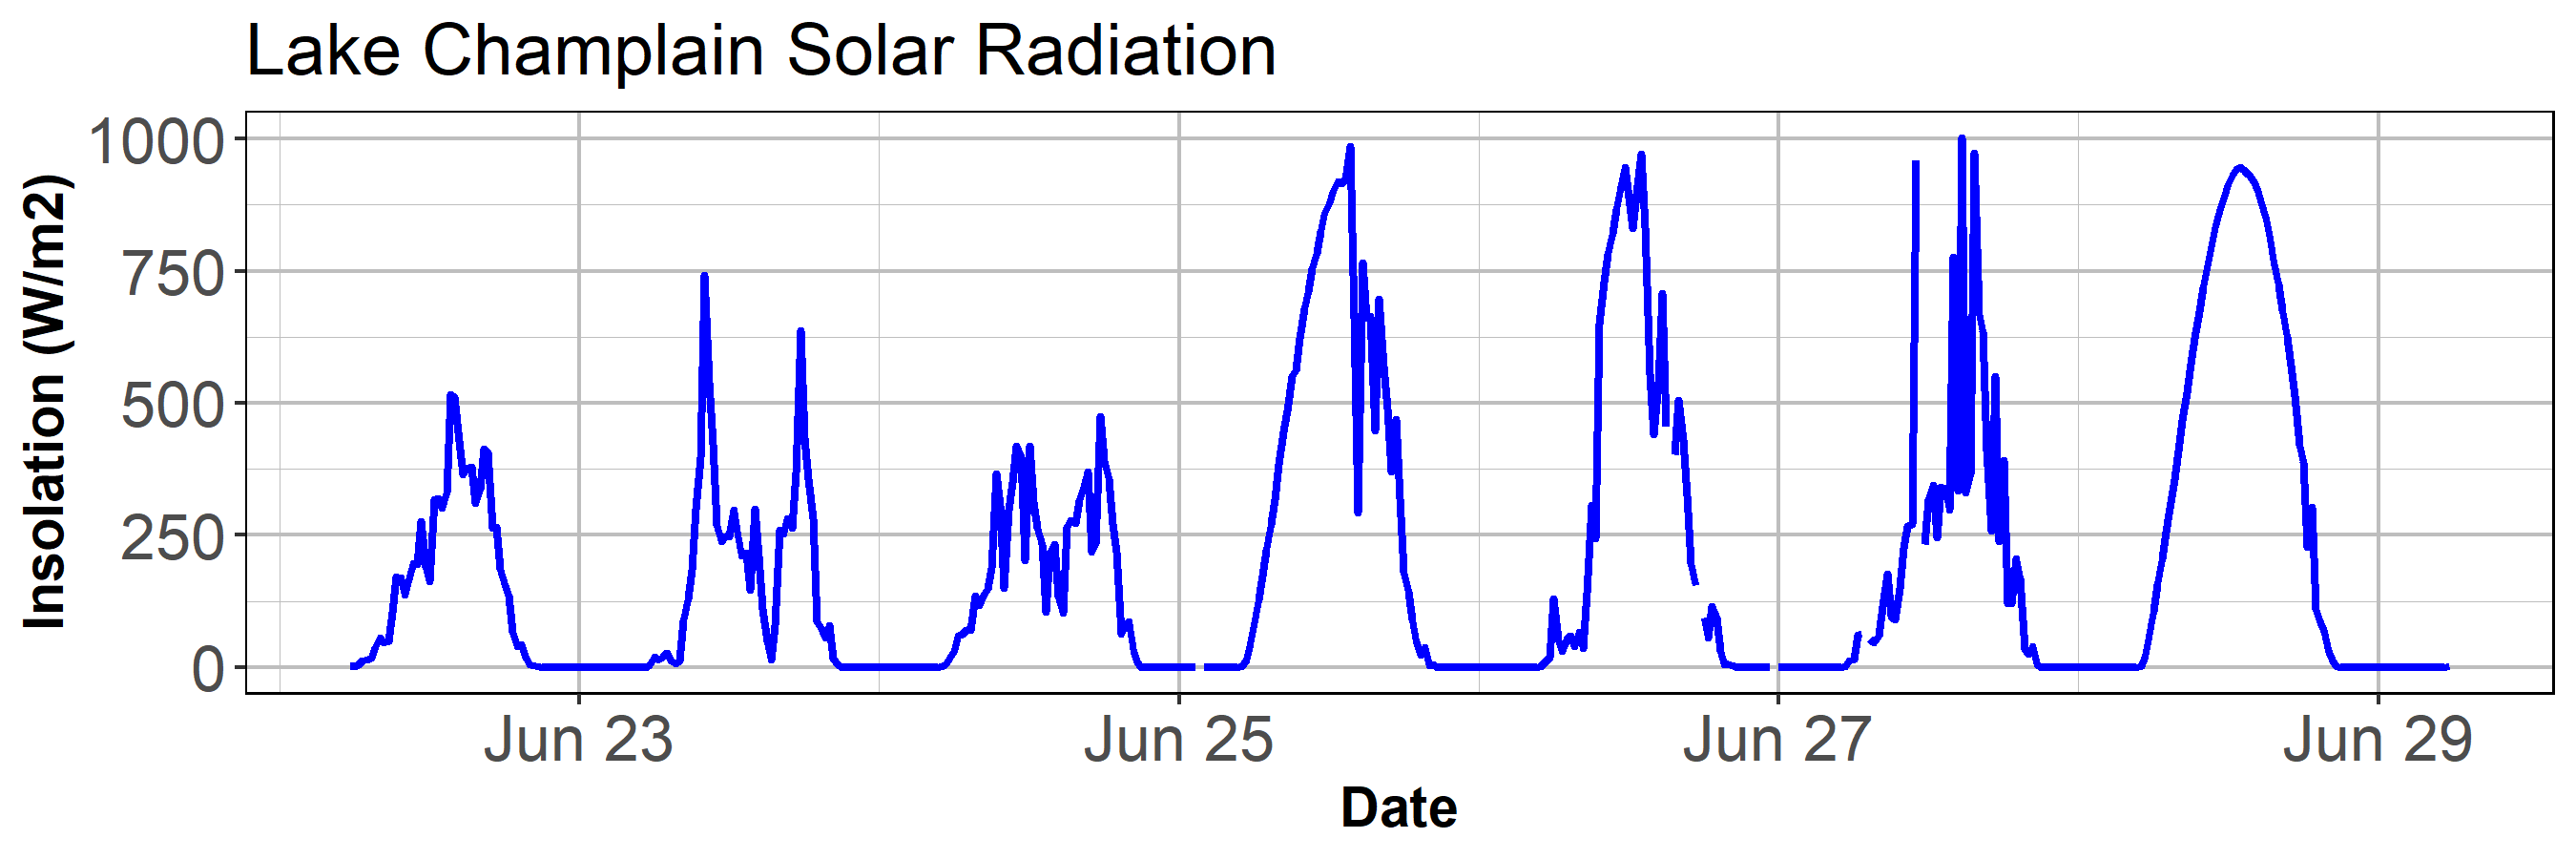 Lake Champlain Solar Radiation
Insolation (W/m2)
1000
750
500
250
0
Jun 23 Jun 25 Jun 27 Jun 29
Date